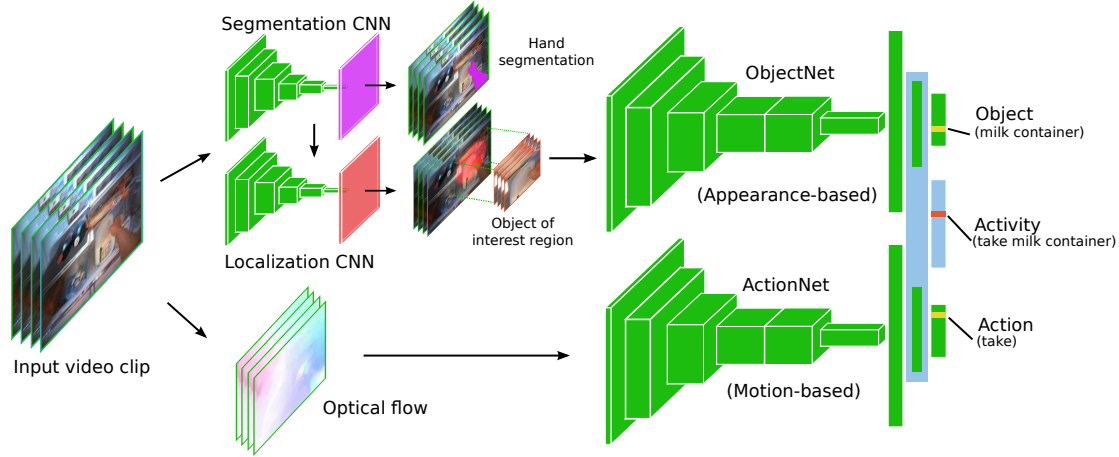 Segmentation CNN
Hand
segmentation
Localization CNN
Object of
interest region
Input video clip
Optical flow
ObjectNet
(Appearance-based)
ActionNet
(Motion-based)
Object
(milk container)
Activity
(take milk container)
Action
(take)